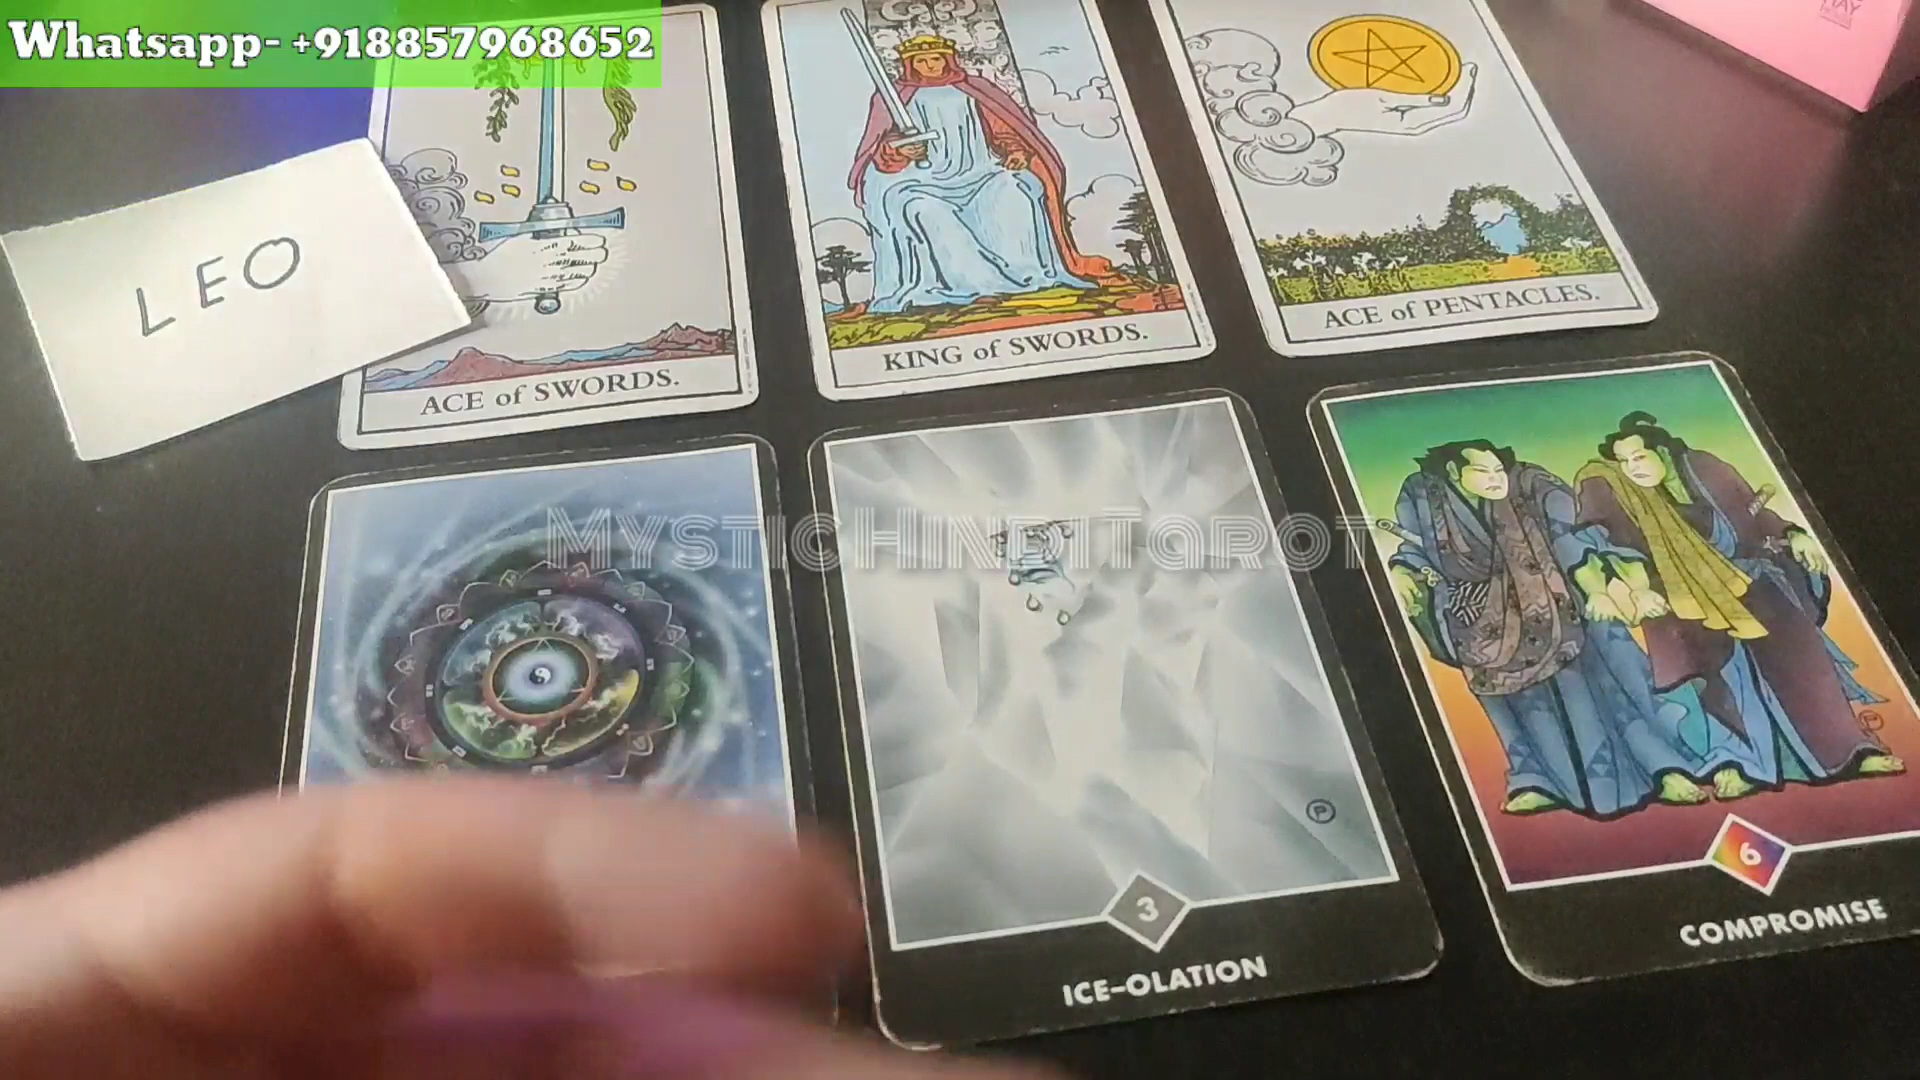 Whatsapp- +918857968652
LEO
ACE of SWORDS.
KING of SWORDS.
ACE of PENTACLES.
MYSTICHINDITAROT
3
ICE-OLATION
6
COMPROMISE